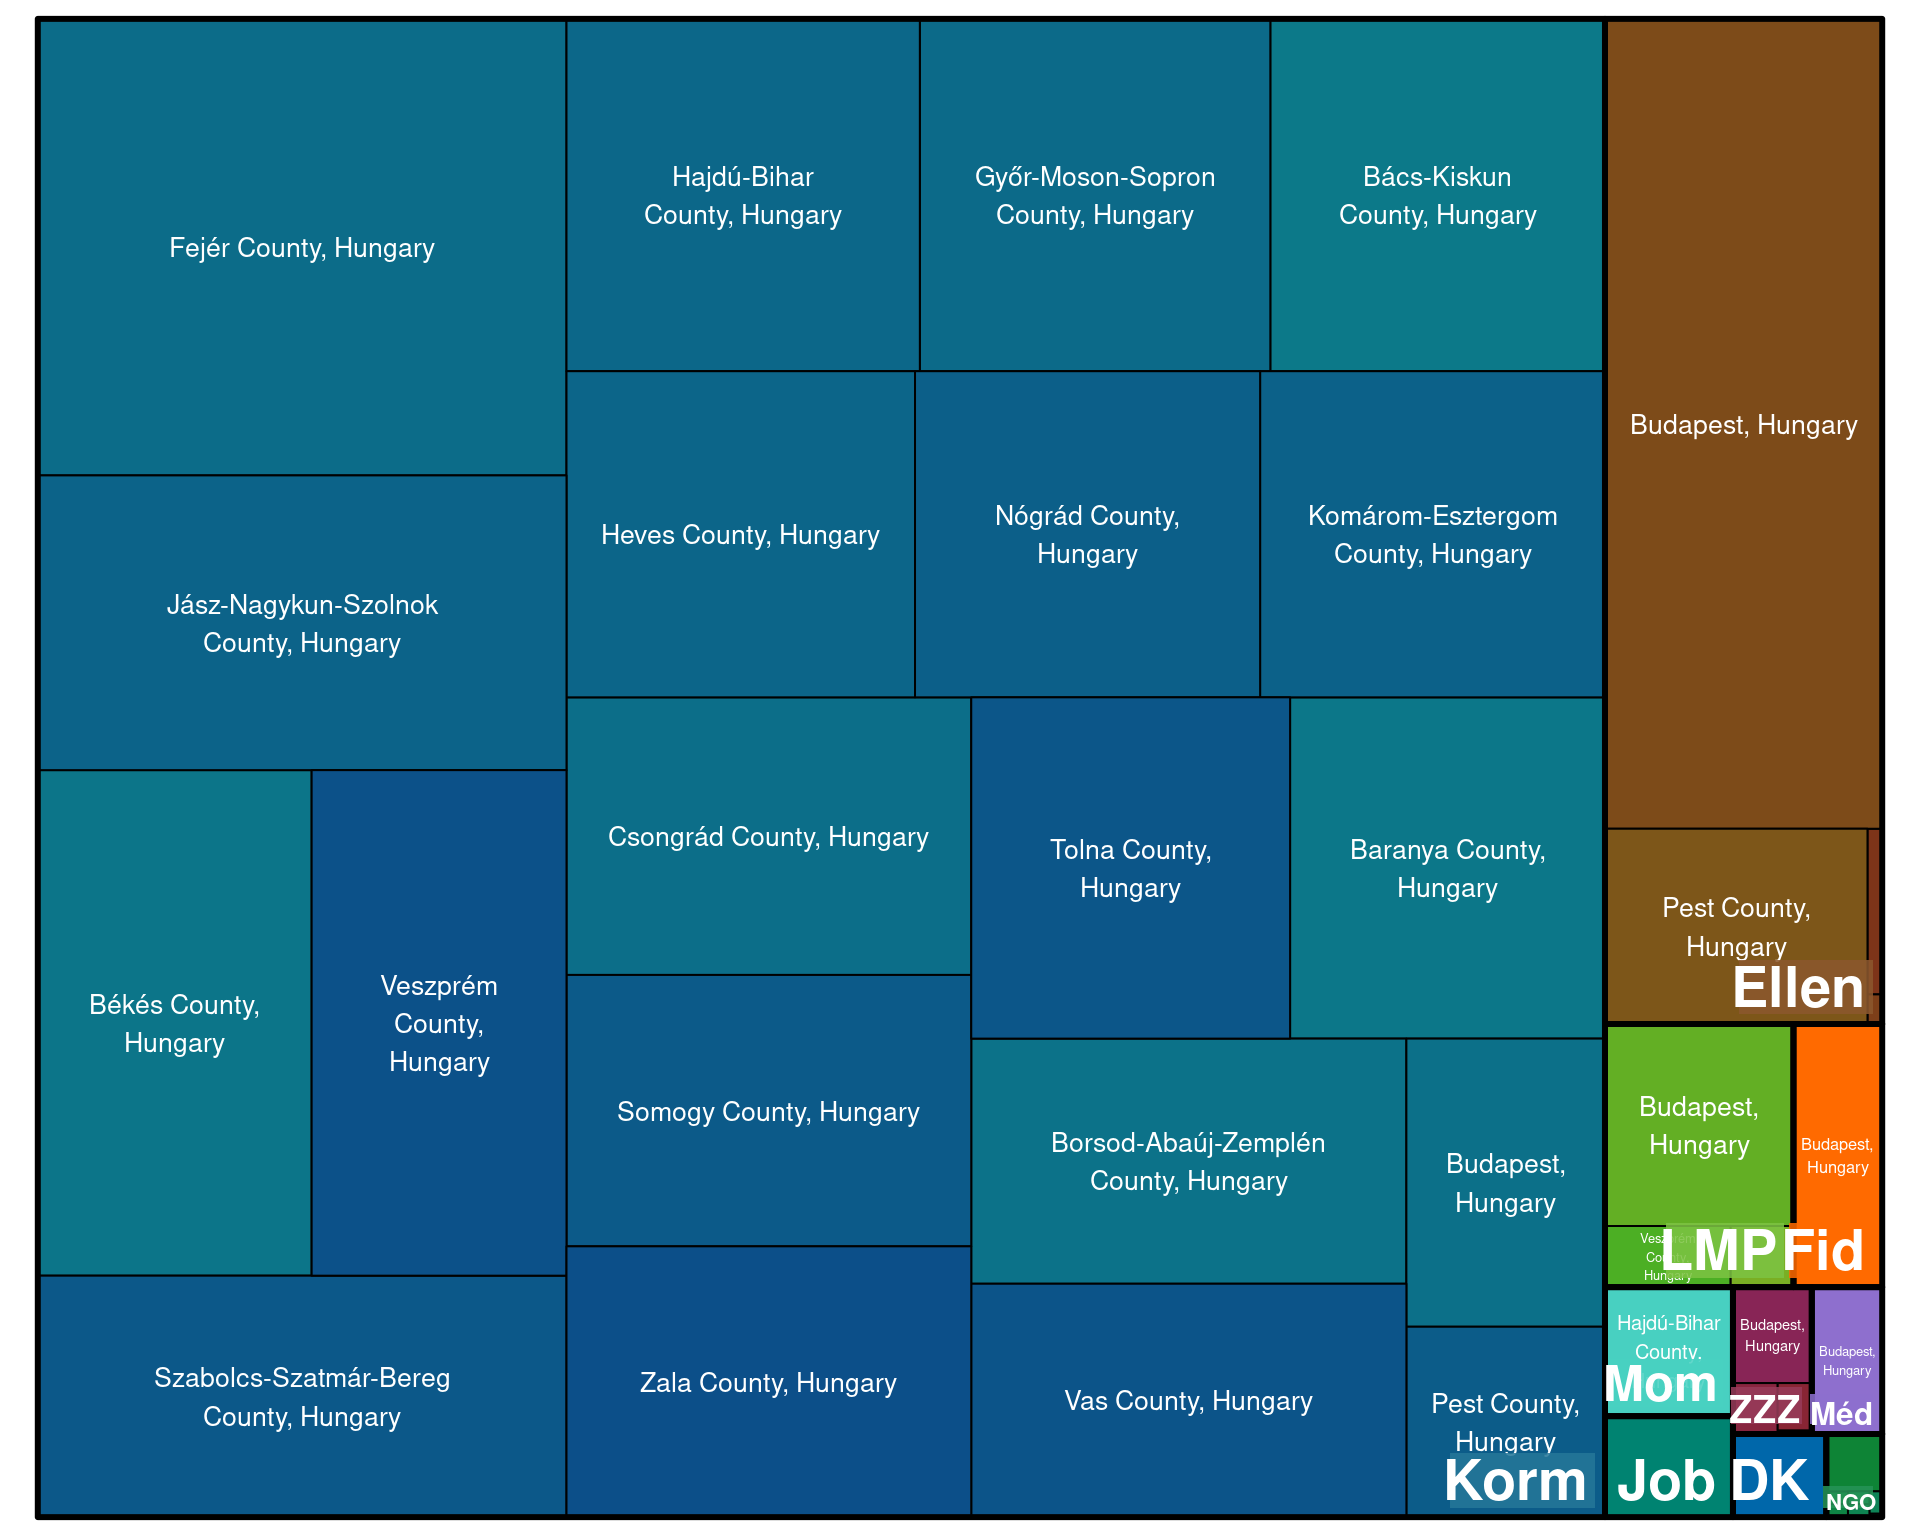 Fejér County, Hungary
Hajdú-Bihar
County, Hungary
Győr-Moson-Sopron
County, Hungary
Bács-Kiskun
County, Hungary
Budapest, Hungary
Jász-Nagykun-Szolnok
County, Hungary
Heves County, Hungary
Nógrád County,
Hungary
Komárom-Esztergom
County, Hungary
Békés County,
Hungary
Veszprém
County,
Hungary
Csongrád County, Hungary
Tolna County,
Hungary
Baranya County,
Hungary
Pest County,
Hungary
Ellen
Somogy County, Hungary
Borsod-Abaúj-Zemplén
County, Hungary
Budapest,
Hungary
Budapest,
Hungary
Budapest,
Hungary
Veszprém
County,
Hungary
LMP
Fid
Szabolcs-Szatmár-Bereg
County, Hungary
Zala County, Hungary
Vas County, Hungary
Pest County,
Hungary
Korm
Hajdú-Bihar
County,
Mom
Budapest,
Hungary
ZZZ
Budapest,
Hungary
Méd
Job
DK
NGO